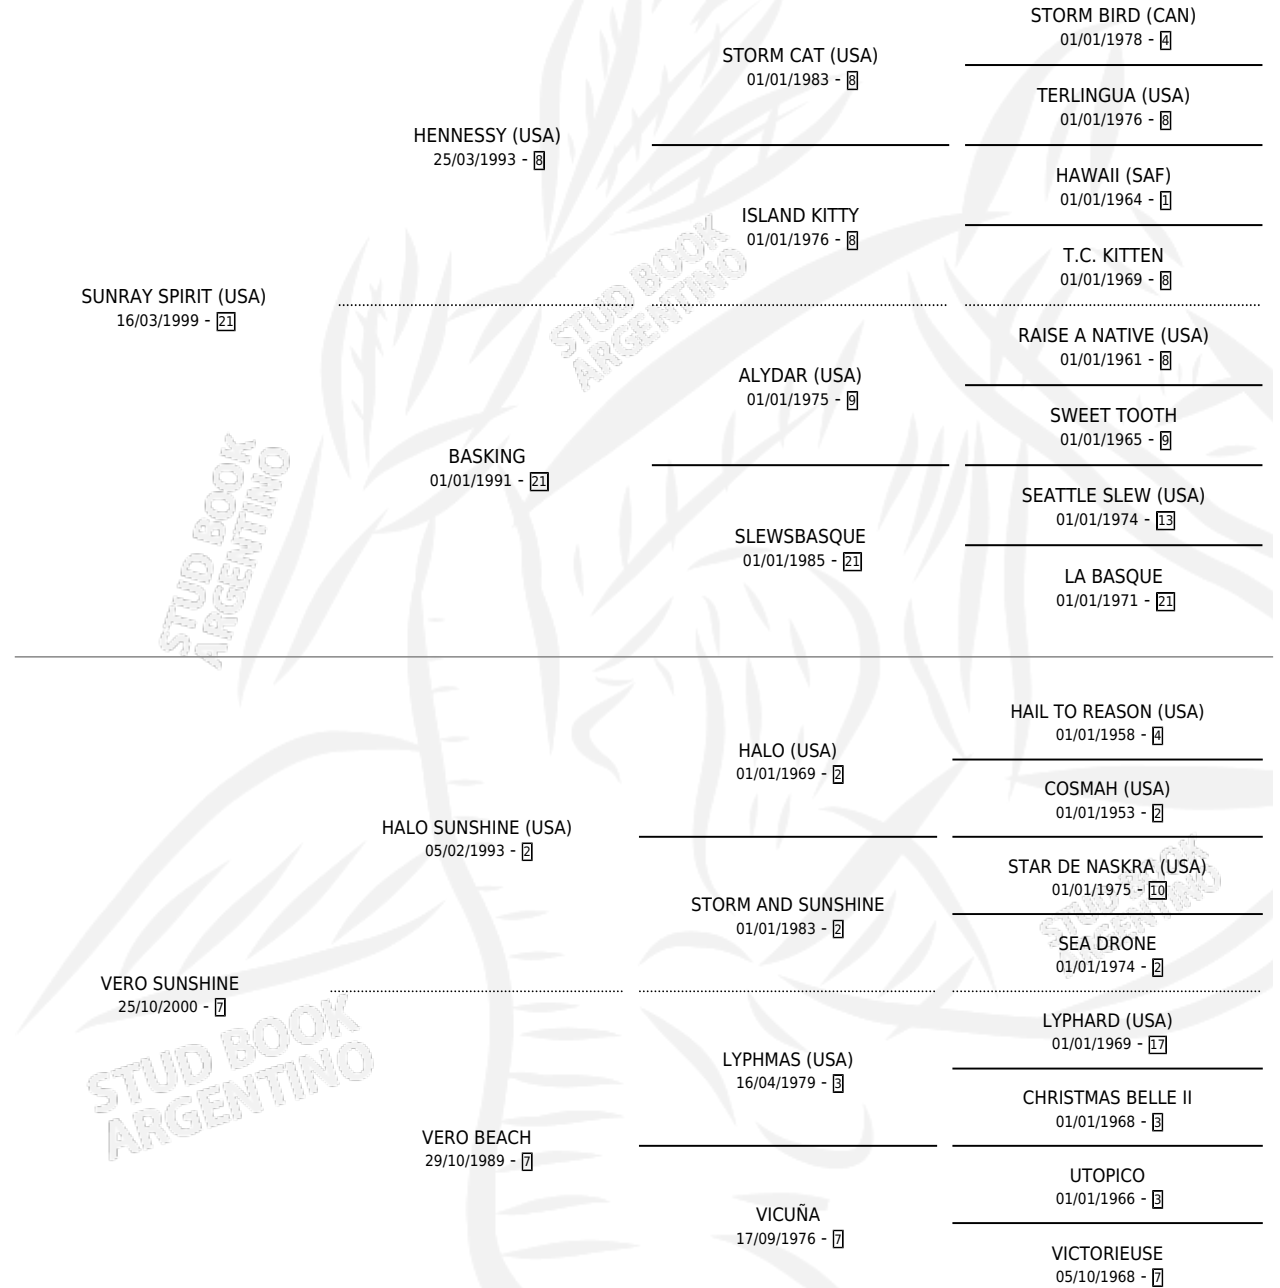 STORM BIRD (CAN)
01/01/1978 - 4
STORM CAT (USA)
01/01/1983 - 8
TERLINGUA (USA)
01/01/1976 - 8
HENNESSY (USA)
25/03/1993 - 8
HAWAII (SAF)
01/01/1964 - 1
ISLAND KITTY
01/01/1976 - 8
T.C. KITTEN
01/01/1969 - 8
SUNRAY SPIRIT (USA)
16/03/1999 - 21
RAISE A NATIVE (USA)
01/01/1961 - 8
ALYDAR (USA)
01/01/1975 - 9
SWEET TOOTH
01/01/1965 - 9
BASKING
01/01/1991 - 21
SEATTLE SLEW (USA)
01/01/1974 - 13
SLEWSBASQUE
01/01/1985 - 21
LA BASQUE
01/01/1971 - 21
HAIL TO REASON (USA)
01/01/1958 - 4
HALO (USA)
01/01/1969 - 2
COSMAH (USA)
01/01/1953 - 2
HALO SUNSHINE (USA)
05/02/1993 - 2
STAR DE NASKRA (USA)
01/01/1975 - 10
STORM AND SUNSHINE
01/01/1983 - 2
SEA DRONE
01/01/1974 - 2
VERO SUNSHINE
25/10/2000 - 7
LYPHARD (USA)
01/01/1969 - 17
LYPHMAS (USA)
16/04/1979 - 3
CHRISTMAS BELLE II
01/01/1968 - 3
VERO BEACH
29/10/1989 - 7
UTOPICO
01/01/1966 - 3
VICUÑA
17/09/1976 - 7
VICTORIEUSE
05/10/1968 - 7
STUD BOOK
ARGENTINO
STUD BOOK
ARGENTINO
STUD BOOK
ARGENTINO
STUD BOOK
ARGENTINO